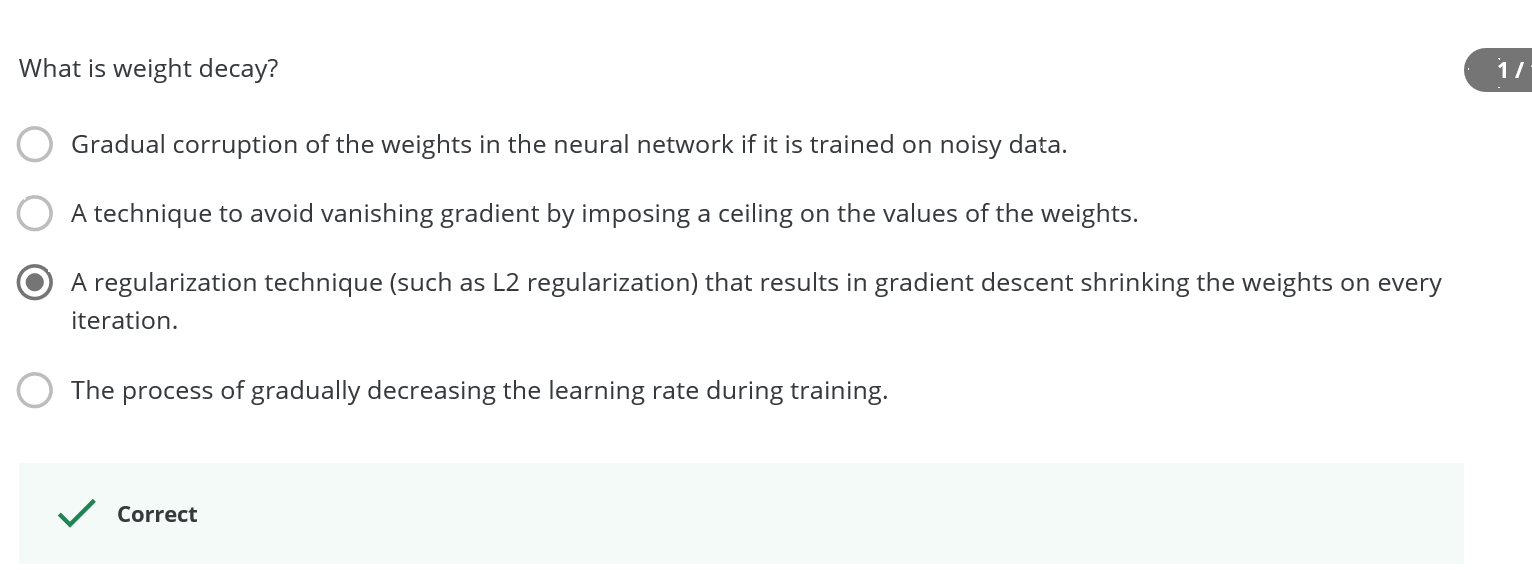 What is weight decay?
1 /
Gradual corruption of the weights in the neural network if it is trained on noisy data.
A technique to avoid vanishing gradient by imposing a ceiling on the values of the weights.
A regularization technique (such as L2 regularization) that results in gradient descent shrinking the weights on every
iteration.
The process of gradually decreasing the learning rate during training.
Correct